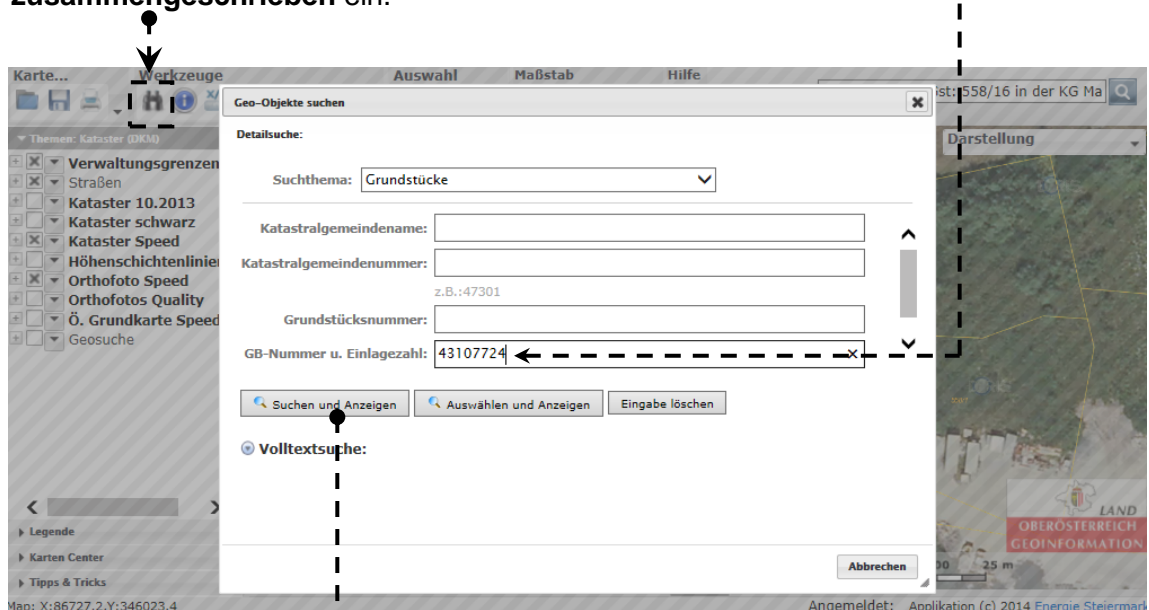 zusammengeschrieben ein.
Karte... Werkzeuge Auswahl Maßstab Hilfe
st: 558/16 in der KG Ma
Geo-Objekte suchen
Themen: Kataster (DKM)
Detailsuche:
Darstellung
Verwaltungsgrenzen
Straßen
Kataster 10.2013
Kataster schwarz
Kataster Speed
Höhenschichtenlinie
Orthofoto Speed
Orthofotos Quality
Ö. Grundkarte Speed
Geosuche
Suchthema: Grundstücke
Katastralgemeindename:
Katastralgemeindenummer:
z.B.:47301
Grundstücksnummer:
GB-Nummer u. Einlagezahl: 43107724
Suchen und Anzeigen Auswählen und Anzeigen Eingabe löschen
Volltextsuche:
LAND
OBERÖSTERREICH
GEOINFORMATION
Legende
Karten Center
Tipps & Tricks
Abbrechen
25 m
Map: X:86727.2,Y:346023.4
Angemeldet: Applikation (c) 2014 Energie Steiermark